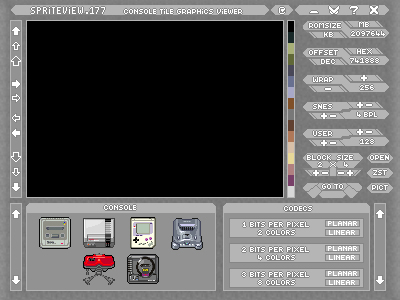 SPRITEVIEW.177 CONSOLE TILE GRAPHICS VIEWER @ – W ? X
ROMSIZE MB
KB 2097644
OFFSET HEX
DEC 741888
WRAP +
– 256
SNES + –
+ – 4 BPL
USER + –
+ – 128
BLOCK SIZE OPEN
2 X 4
+ – + – ZST
GO TO PICT
CONSOLE
CODECS
1 BITS PER PIXEL PLANAR
2 COLORS LINEAR
2 BITS PER PIXEL PLANAR
4 COLORS LINEAR
3 BITS PER PIXEL PLANAR
8 COLORS LINEAR